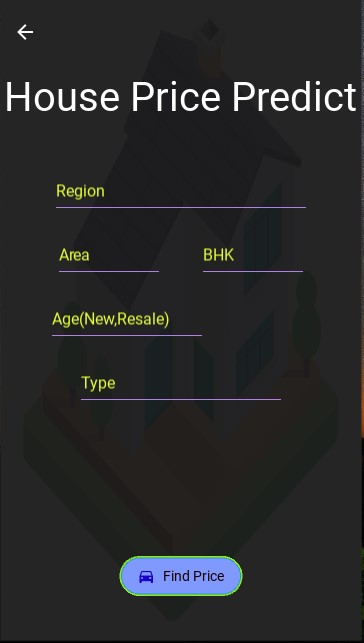 House Price Predict
Region
Area BHK
Age(New,Resale)
Type
Find Price